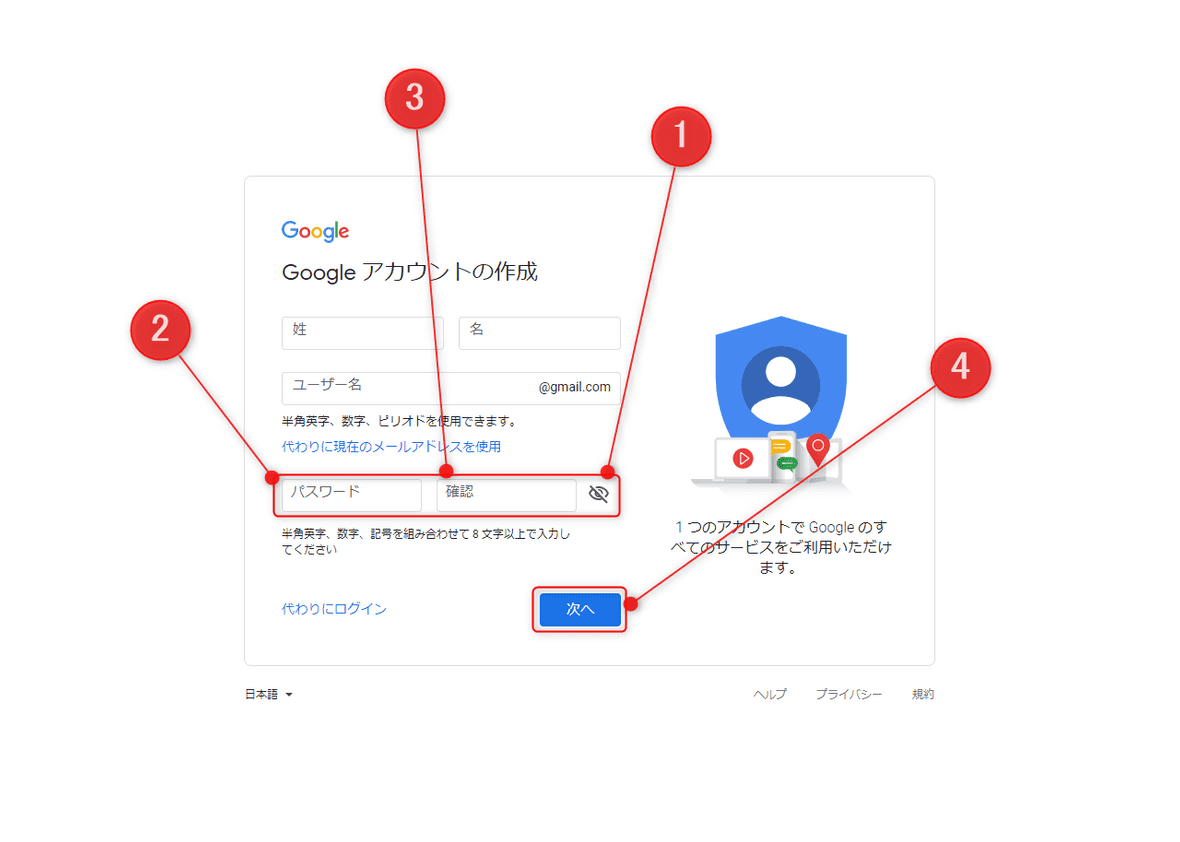 3
1
Google
Google アカウントの作成
2
姓
名
4
ユーザー名
@gmail.com
半角英字、数字、ピリオドを使用できます。
代わりに現在のメールアドレスを使用
パスワード
確認
半角英字、数字、記号を組み合わせて 8 文字以上で入力し
てください
1 つのアカウントで Google のす
べてのサービスをご利用いただけ
ます。
代わりにログイン
次へ
日本語
ヘルプ
プライバシー
規約